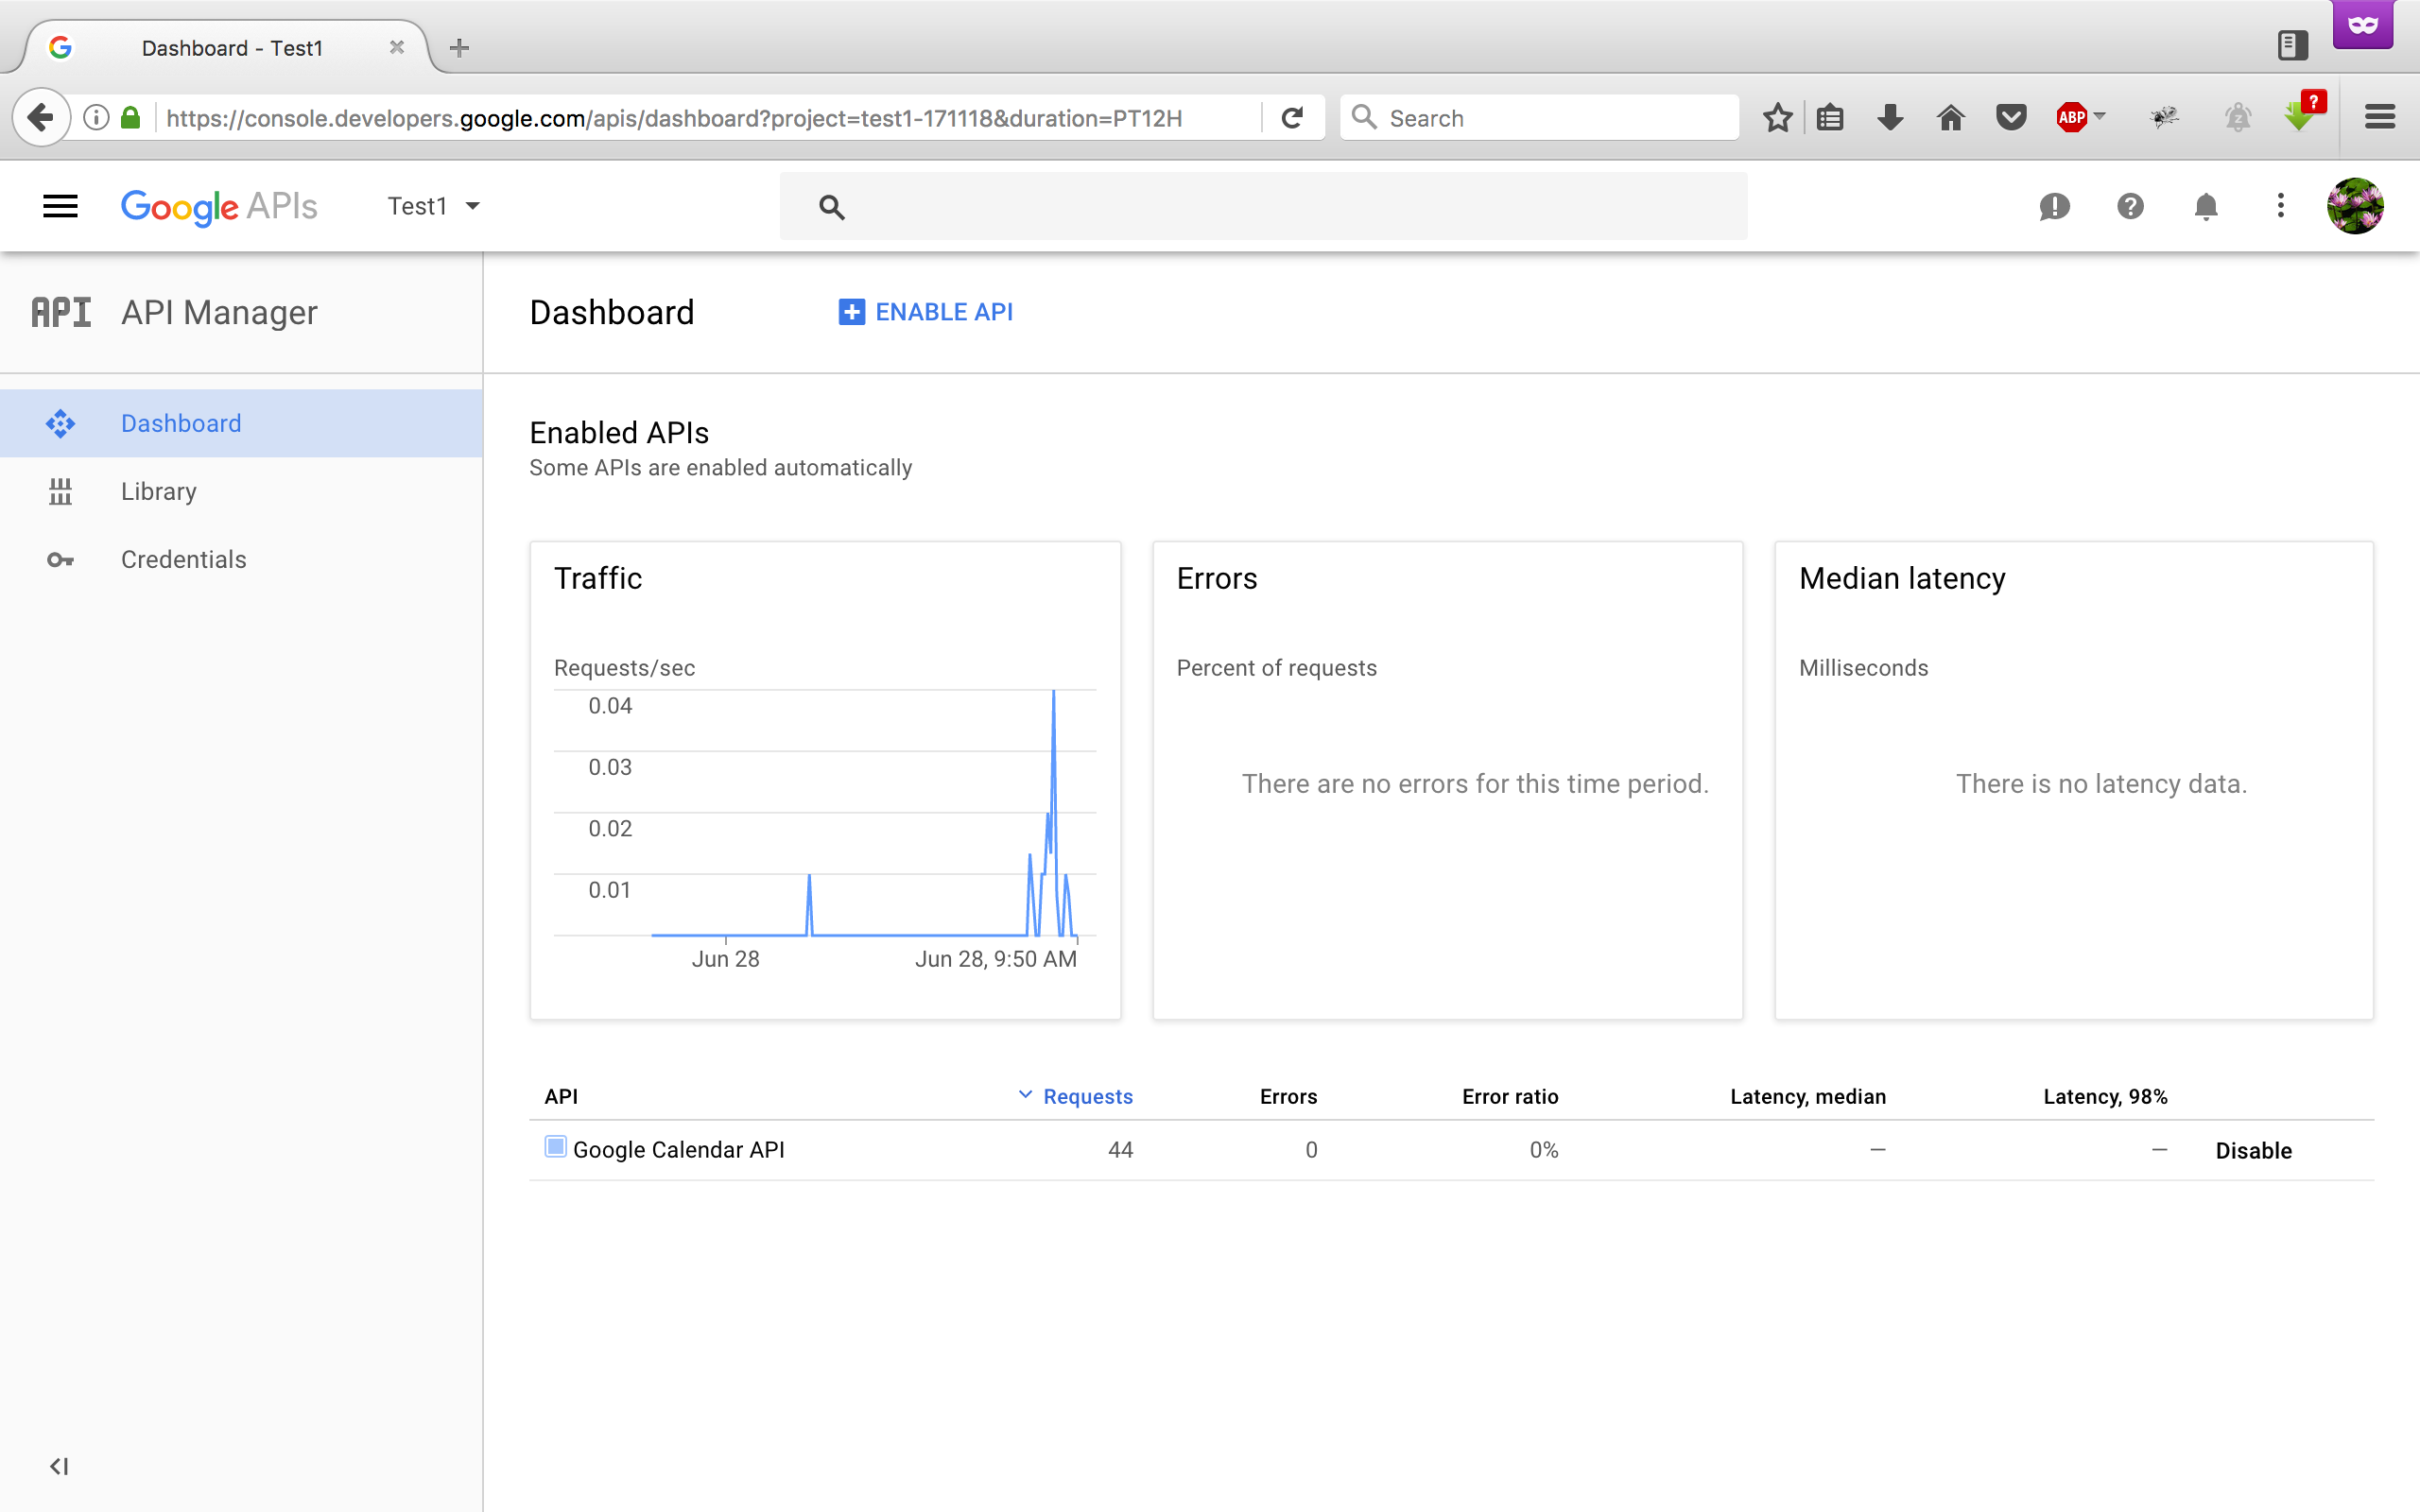 Dashboard - Test1
https://console.developers.google.com/apis/dashboard?project=test1-171118&duration=PT12H
Search
ABP
?
Google APIs
Test1
API API Manager
Dashboard
ENABLE API
Dashboard
Library
Credentials
Enabled APIs
Some APIs are enabled automatically
Traffic
Requests/sec
0.04
0.03
0.02
0.01
Jun 28
Jun 28, 9:50 AM
Errors
Percent of requests
There are no errors for this time period.
Median latency
Milliseconds
There is no latency data.
API Requests Errors Error ratio Latency, median Latency, 98%
Google Calendar API 44 0 0% — — Disable